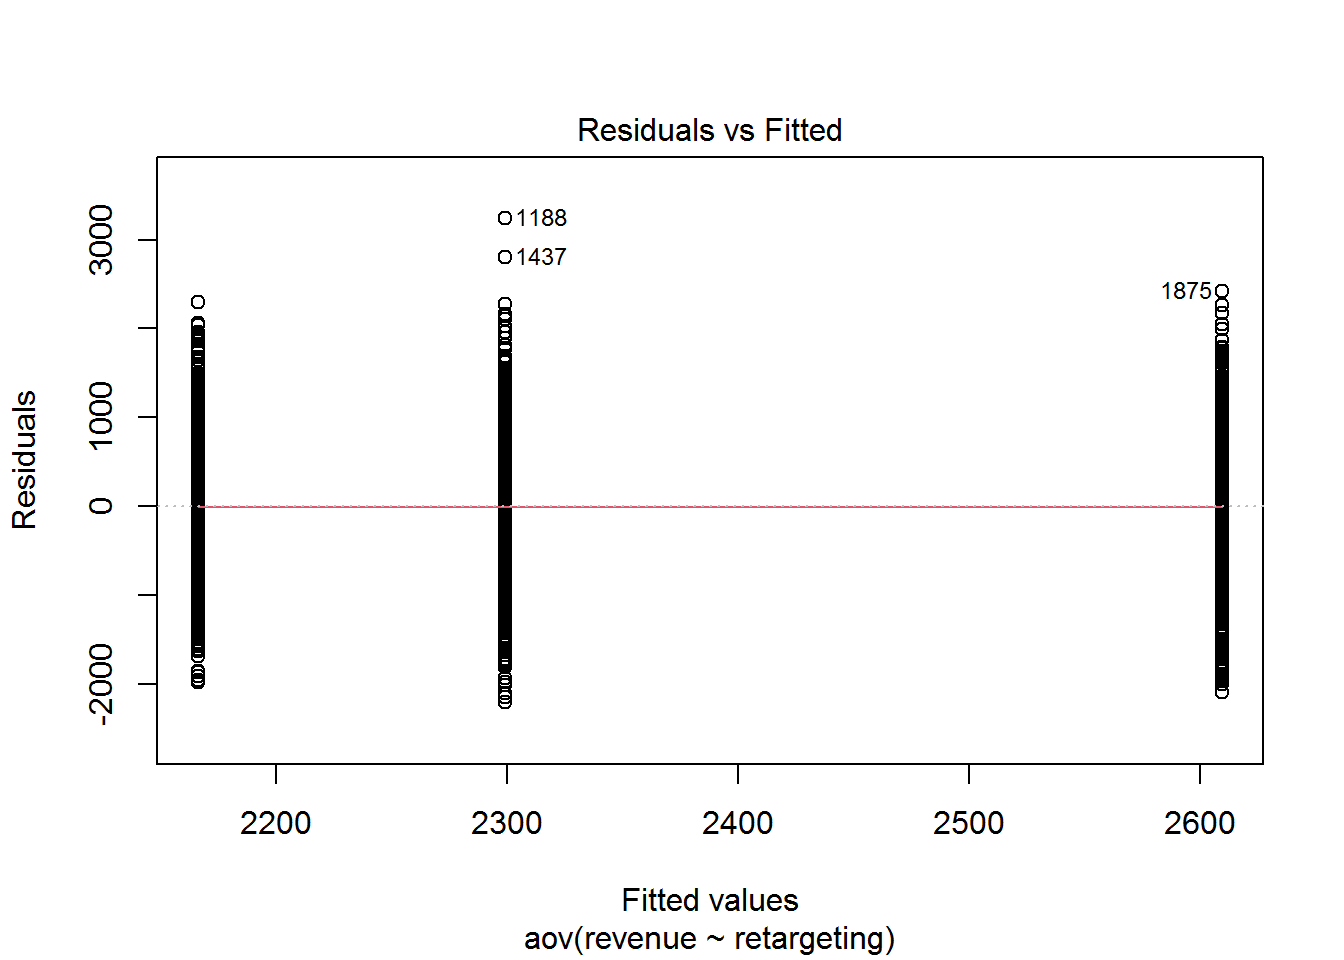 Residuals vs Fitted
Residuals
3000
1000
0
-2000
1188
1437
1875
2200 2300 2400 2500 2600
Fitted values
aov(revenue ~ retargeting)